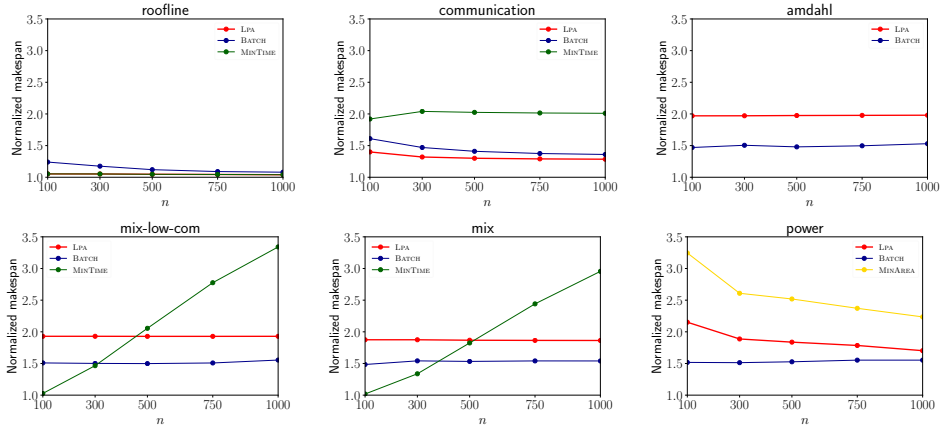 roofline
Normalized makespan
3.5
3.0
2.5
2.0
1.5
1.0
100
300
500
750
1000
n
LPA
BATCH
MINTIME
communication
Normalized makespan
3.5
3.0
2.5
2.0
1.5
1.0
100
300
500
750
1000
n
LPA
BATCH
MINTIME
amdahl
Normalized makespan
3.5
3.0
2.5
2.0
1.5
1.0
100
300
500
750
1000
n
LPA
BATCH
mix-low-com
Normalized makespan
3.5
3.0
2.5
2.0
1.5
1.0
100
300
500
750
1000
n
LPA
BATCH
MINTIME
mix
Normalized makespan
3.5
3.0
2.5
2.0
1.5
1.0
100
300
500
750
1000
n
LPA
BATCH
MINTIME
power
Normalized makespan
3.5
3.0
2.5
2.0
1.5
1.0
100
300
500
750
1000
n
LPA
BATCH
MINAREA